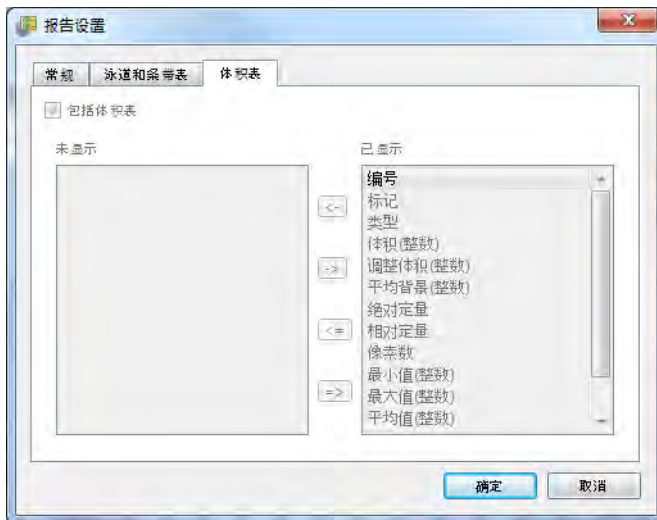 报告设置
常规 泳道和条带表 体积表
包括体积表
未显示 已显示
编号
标记
<- 类型
体积(整数)
-> 调整体积(整数)
平均背景(整数)
绝对定量
<= 相对定量
像素数
最小值(整数)
=> 最大值(整数)
平均值(整数)
确定 取消